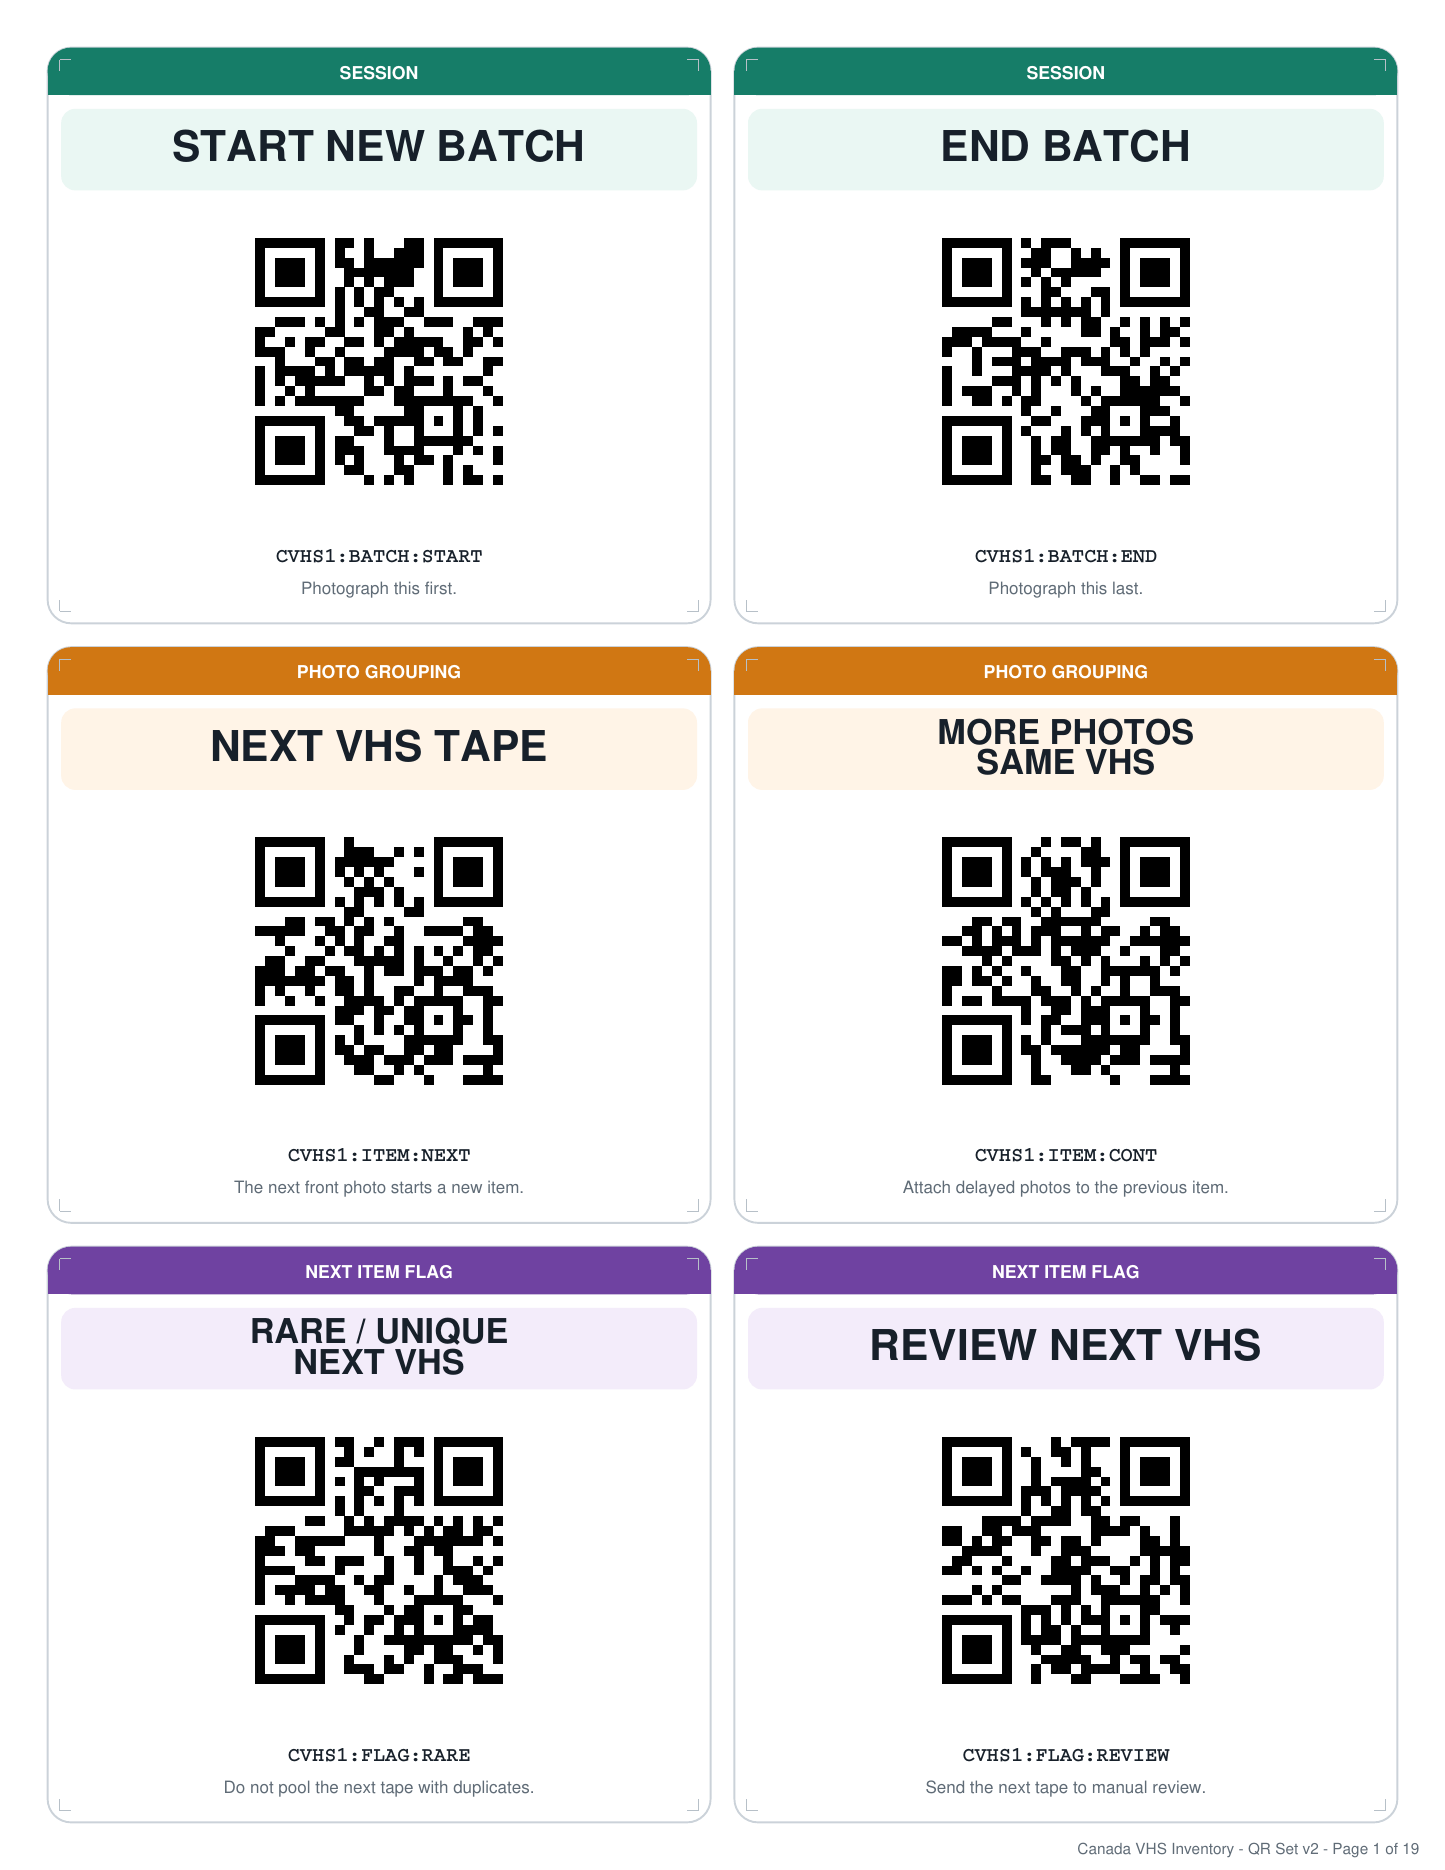 SESSION
START NEW BATCH
CVHS1:BATCH:START
Photograph this first.
SESSION
END BATCH
CVHS1:BATCH:END
Photograph this last.
PHOTO GROUPING
NEXT VHS TAPE
CVHS1:ITEM:NEXT
The next front photo starts a new item.
PHOTO GROUPING
MORE PHOTOS
SAME VHS
CVHS1:ITEM:CONT
Attach delayed photos to the previous item.
NEXT ITEM FLAG
RARE / UNIQUE
NEXT VHS
CVHS1:FLAG:RARE
Do not pool the next tape with duplicates.
NEXT ITEM FLAG
REVIEW NEXT VHS
CVHS1:FLAG:REVIEW
Send the next tape to manual review.
Canada VHS Inventory - QR Set v2 - Page 1 of 19